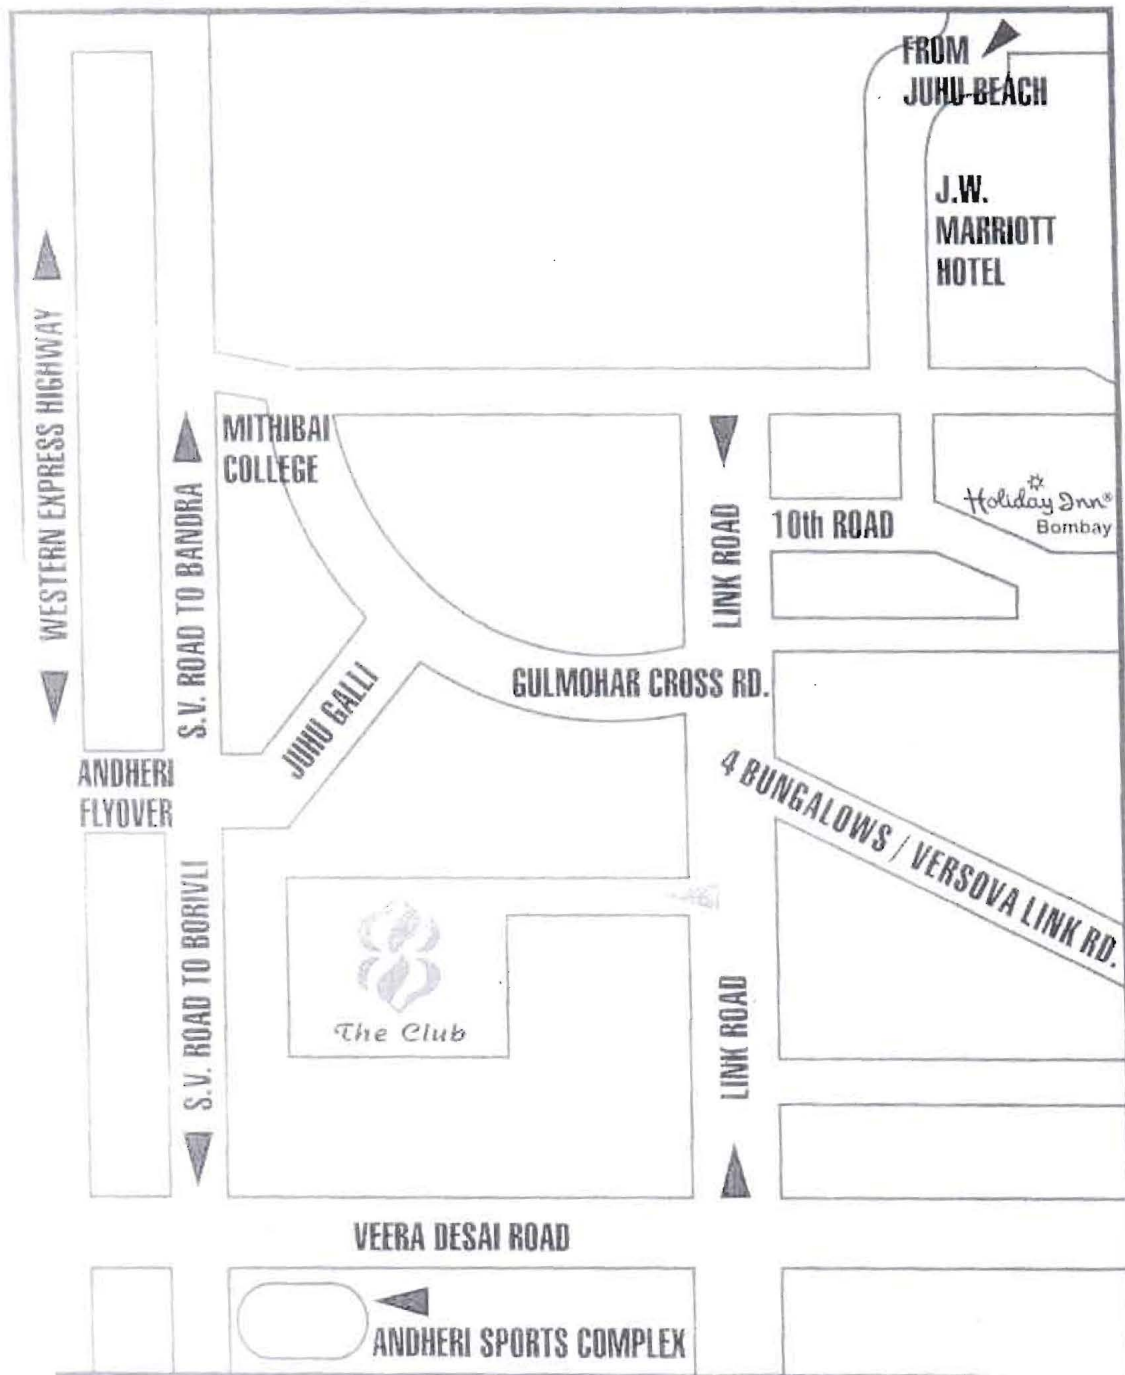 FROM
JUHU BEACH
J.W.
MARRIOTT
HOTEL
WESTERN EXPRESS HIGHWAY
S.V. ROAD TO BANDRA
MITHIBAI
COLLEGE
LINK ROAD
10th ROAD
Holiday Inn®
Bombay
JUHU GALLI
GULMOHAR CROSS RD.
ANDHERI
FLYOVER
4 BUNGALOWS / VERSOVA LINK RD.
S.V. ROAD TO BORIVLI
The Club
LINK ROAD
VEERA DESAI ROAD
ANDHERI SPORTS COMPLEX